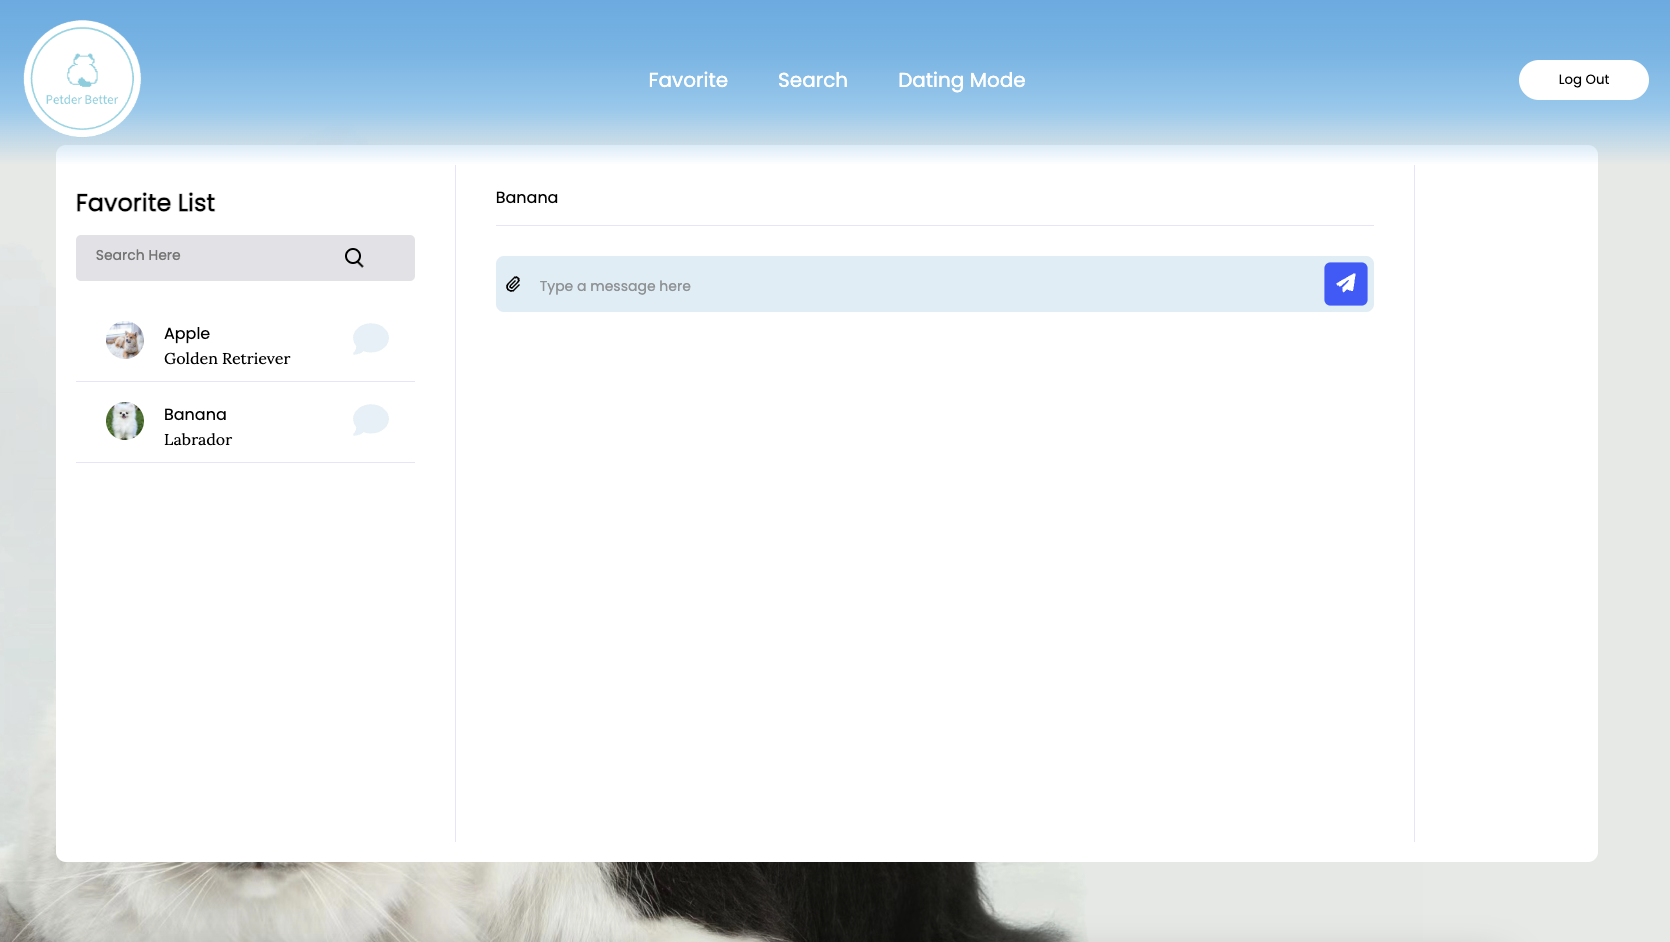 Petder Better
Favorite
Search
Dating Mode
Log Out
Favorite List
Search Here
Apple
Golden Retriever
Banana
Labrador
Banana
Type a message here